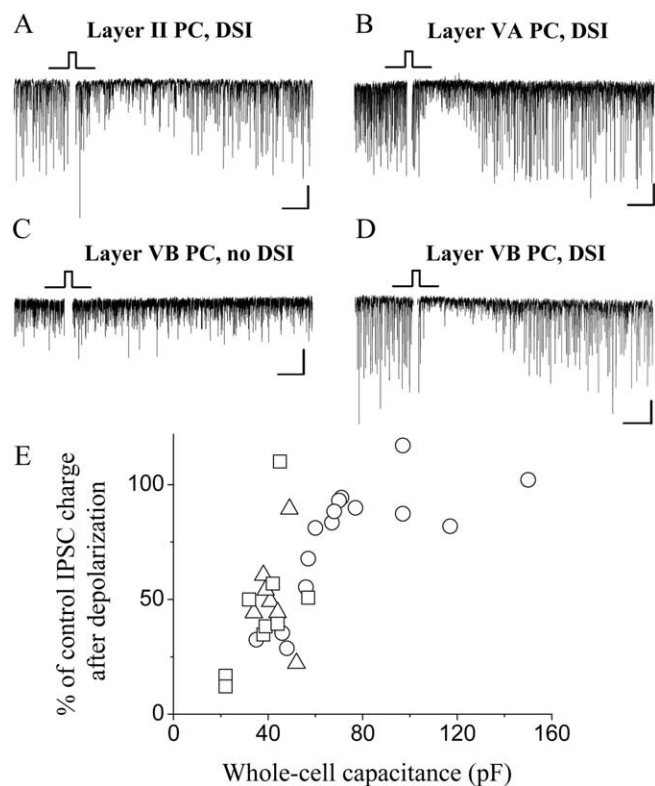 A
Layer II PC, DSI
B
Layer VA PC, DSI
C
Layer VB PC, no DSI
D
Layer VB PC, DSI
E
% of control IPSC charge
after depolarization
100
50
0
0
40
80
120
160
Whole-cell capacitance (pF)